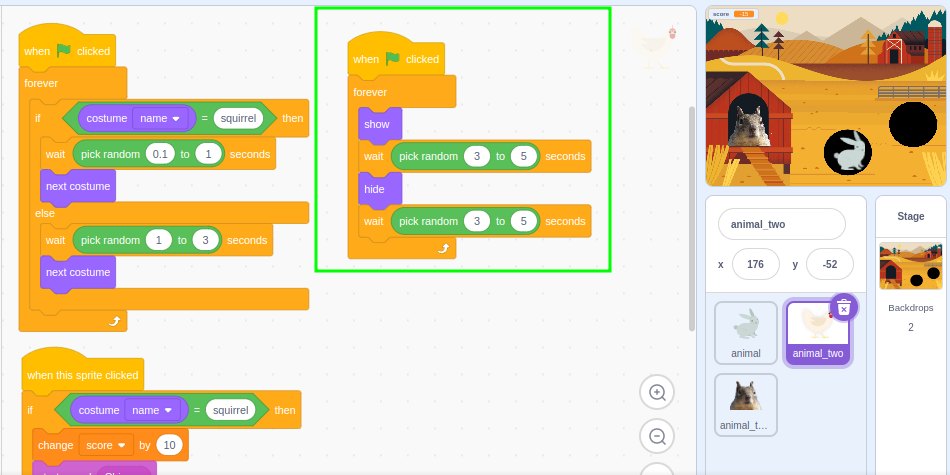 when clicked
forever
if costume name = squirrel then
wait pick random 0.1 to 1 seconds
next costume
else
wait pick random 1 to 3 seconds
next costume
when this sprite clicked
if costume name = squirrel then
change score by 10
when clicked
forever
show
wait pick random 3 to 5 seconds
hide
wait pick random 3 to 5 seconds
score -15
animal_two
x 176 y -52
animal
animal_two
animal_t...
Stage
Backdrops
2